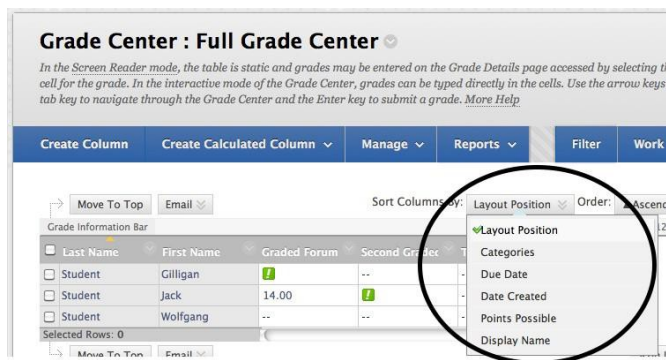 Grade Center : Full Grade Center
In the Screen Reader mode, the table is static and grades may be entered on the Grade Details page accessed by selecting
cell for the grade. In the interactive mode of the Grade Center, grades can be typed directly in the cells. Use the arrow keys
tab key to navigate through the Grade Center and the Enter key to submit a grade. More Help
Create Column Create Calculated Column Manage Reports Filter Work
Move To Top Email Sort Columns By: Layout Position Order: Ascen
Grade Information Bar
Layout Position
Last Name First Name Graded Forum Second Graded
Categories
Student Gilligan --
Due Date
Student Jack 14.00
Date Created
Student Wolfgang -- --
Points Possible
Selected Rows: 0
Display Name
Move To Top Email